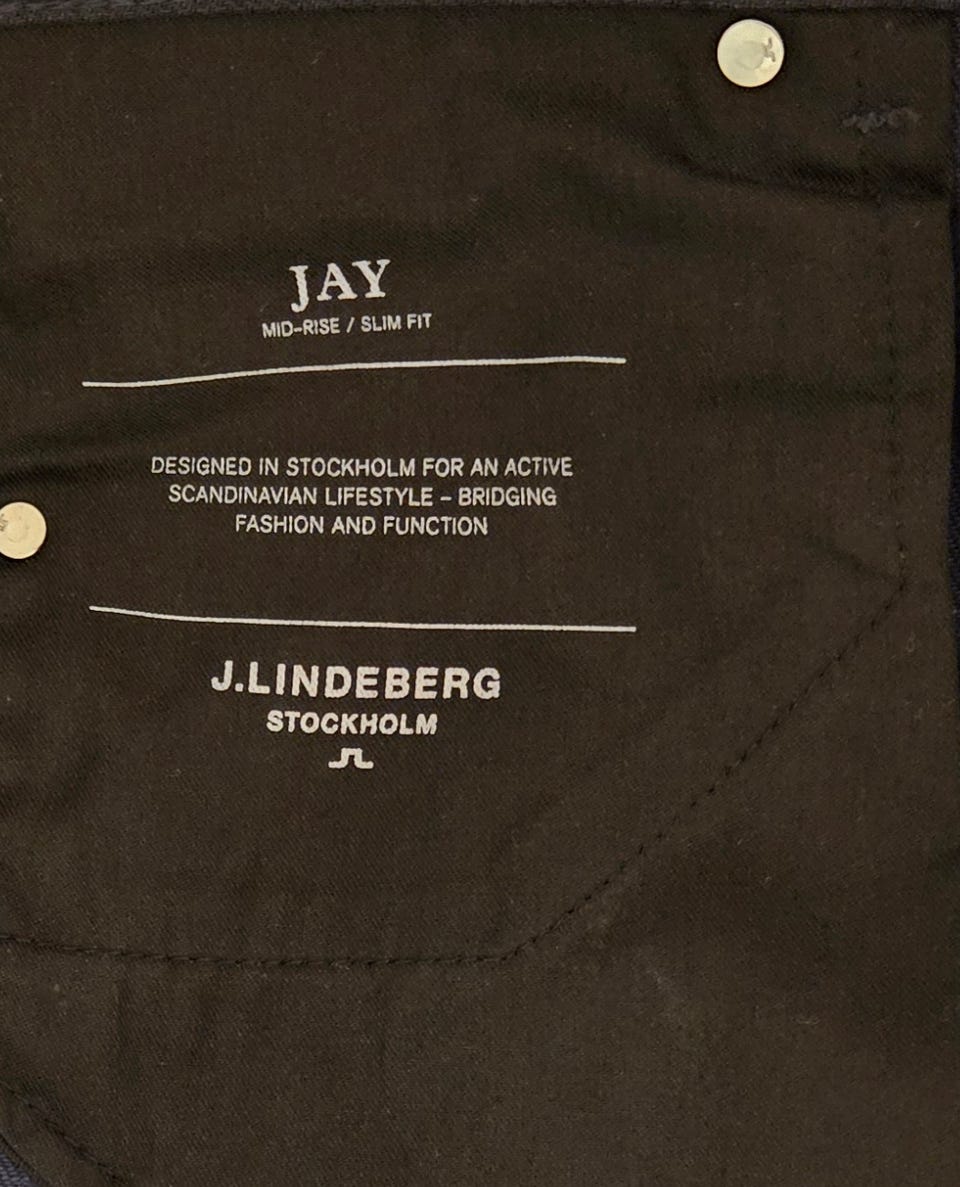 JAY
MID-RISE / SLIM FIT
DESIGNED IN STOCKHOLM FOR AN ACTIVE
SCANDINAVIAN LIFESTYLE – BRIDGING
FASHION AND FUNCTION
J.LINDEBERG
STOCKHOLM